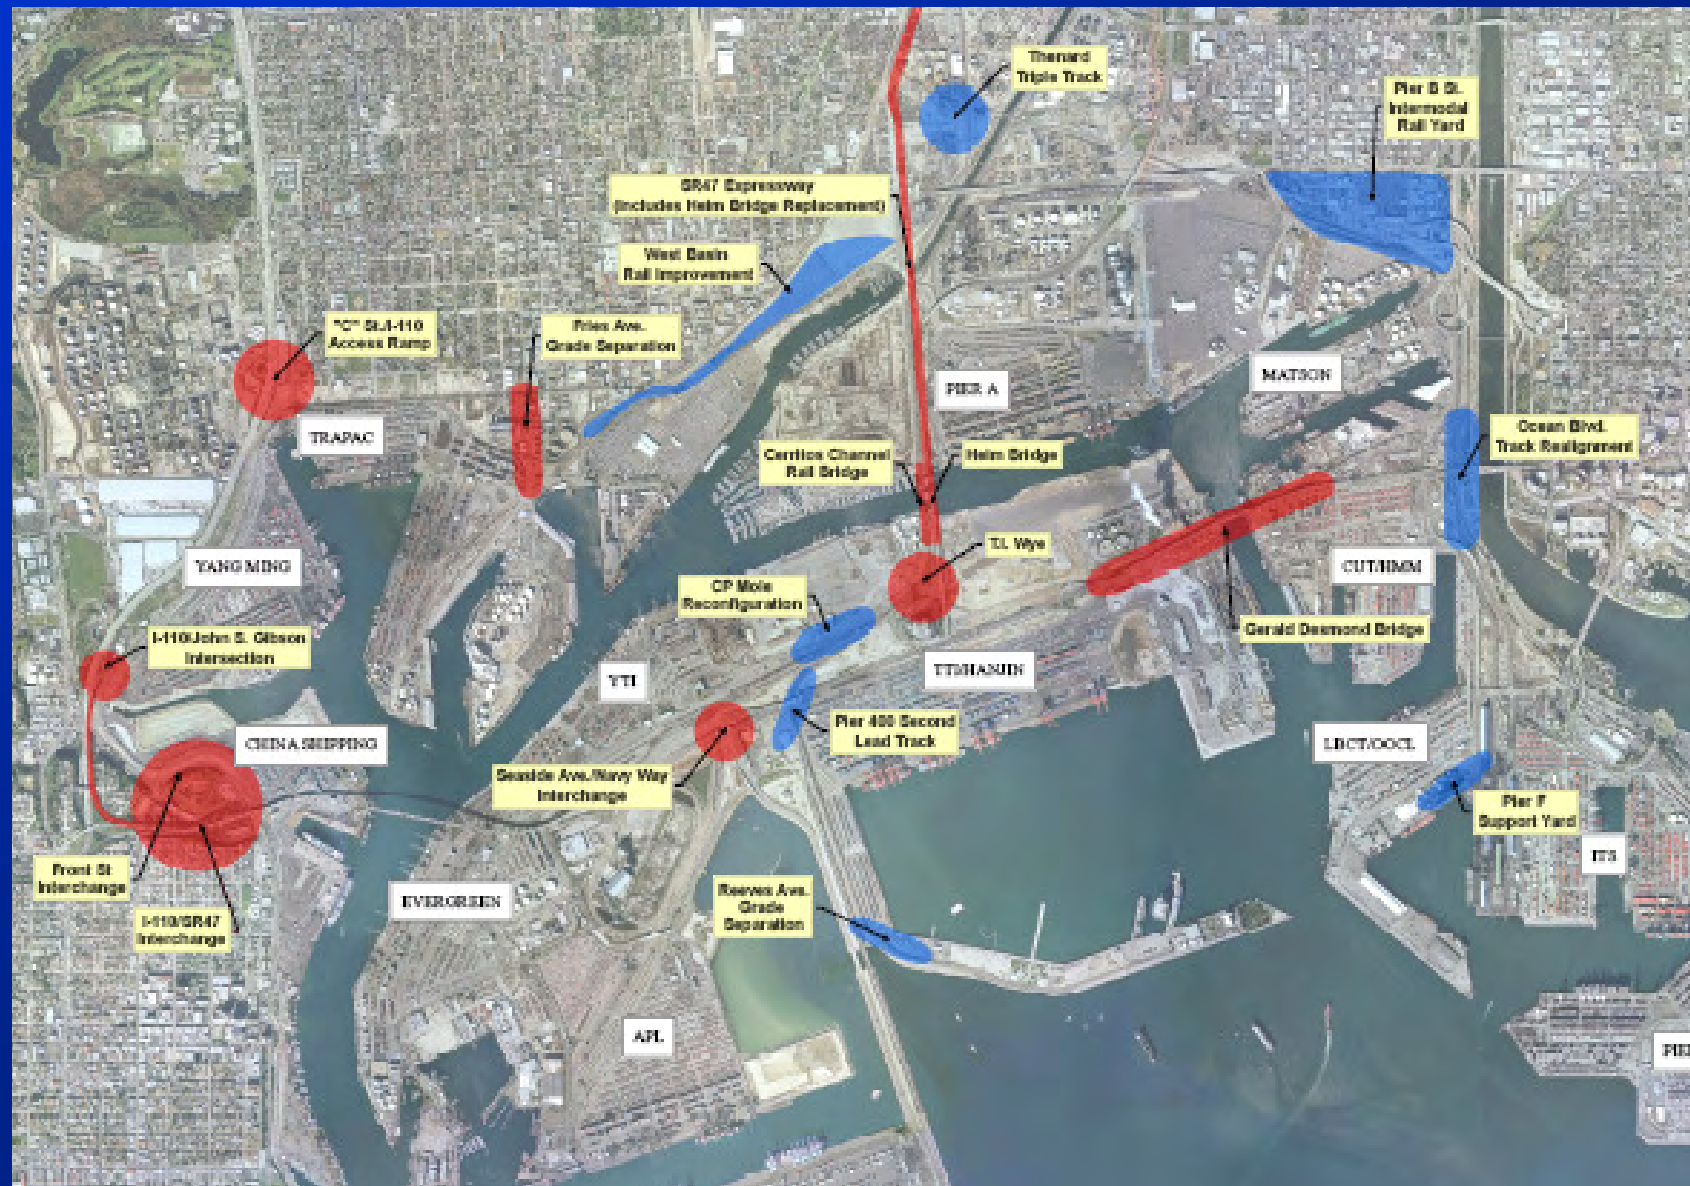 Thenard
Triple Track
Pier B St.
Intermodal
Rail Yard
SR47 Expressway
(Includes Heim Bridge Replacement)
West Basin
Rail Improvement
"C" St./I-110
Access Ramp
Fries Ave.
Grade Separation
MATSON
PIER A
TRAPAC
Ocean Blvd.
Track Realignment
Cerritos Channel
Rail Bridge
Heim Bridge
T.I. Wye
YANG MING
CUT/HMM
CP Mole
Reconfiguration
Gerald Desmond Bridge
I-110/John S. Gibson
Intersection
YTI
TTI/HANJIN
Pier 400 Second
Lead Track
CHINA SHIPPING
LBCT/OOCL
Seaside Ave./Navy Way
Interchange
Pier F
Support Yard
ITS
Front St
Interchange
I-110/SR47
Interchange
EVERGREEN
Reeves Ave.
Grade
Separation
APL